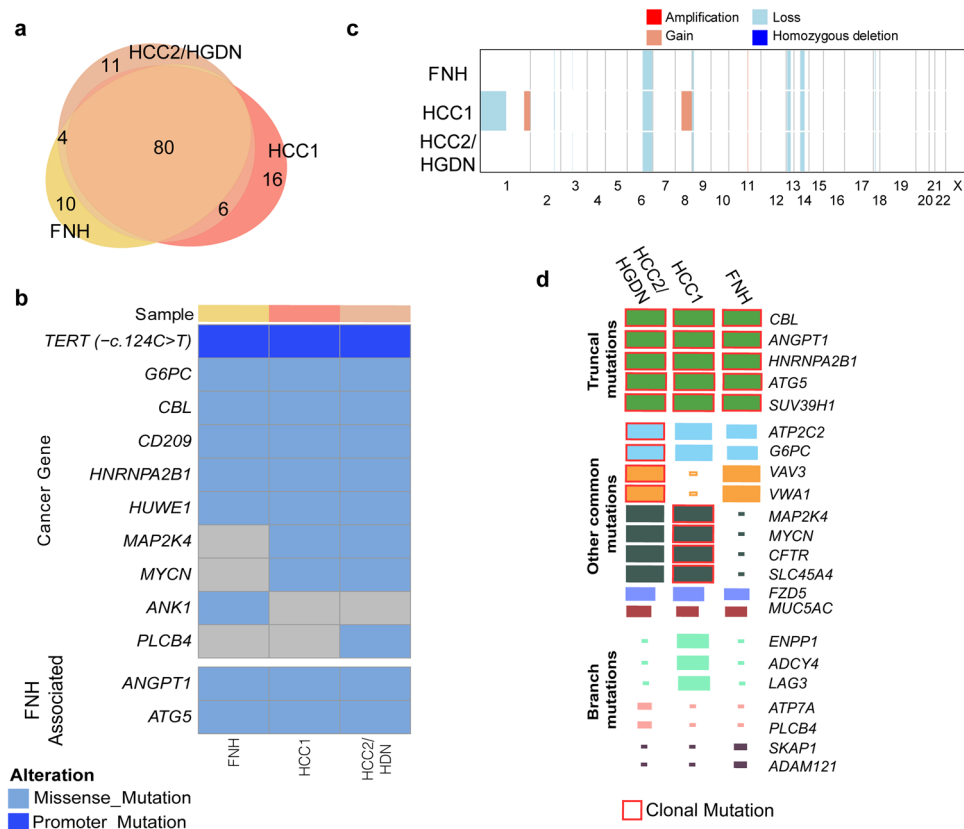 a
11
HCC2/HGDN
4
80
HCC1
16
10
6
FNH
b
Sample
TERT (−c.124C>T)
G6PC
CBL
CD209
HNRNPA2B1
HUWE1
MAP2K4
MYCN
ANK1
PLCB4
ANGPT1
ATG5
Cancer Gene
FNH
Associated
FNH
HCC1
HCC2/
HDN
Alteration
Missense_Mutation
Promoter_Mutation
c
Amplification
Loss
Gain
Homozygous deletion
FNH
HCC1
HCC2/
HGDN
1 3 5 7 9 11 13 15 17 19 21 X
2 4 6 8 10 12 14 16 18 20 22
d
HCC2/
HGDN
HCC1
FNH
Truncal
mutations
CBL
ANGPT1
HNRNPA2B1
ATG5
SUV39H1
Other common
mutations
ATP2C2
G6PC
VAV3
VWA1
MAP2K4
MYCN
CFTR
SLC45A4
FZD5
MUC5AC
Branch
mutations
ENPP1
ADCY4
LAG3
ATP7A
PLCB4
SKAP1
ADAM121
Clonal Mutation